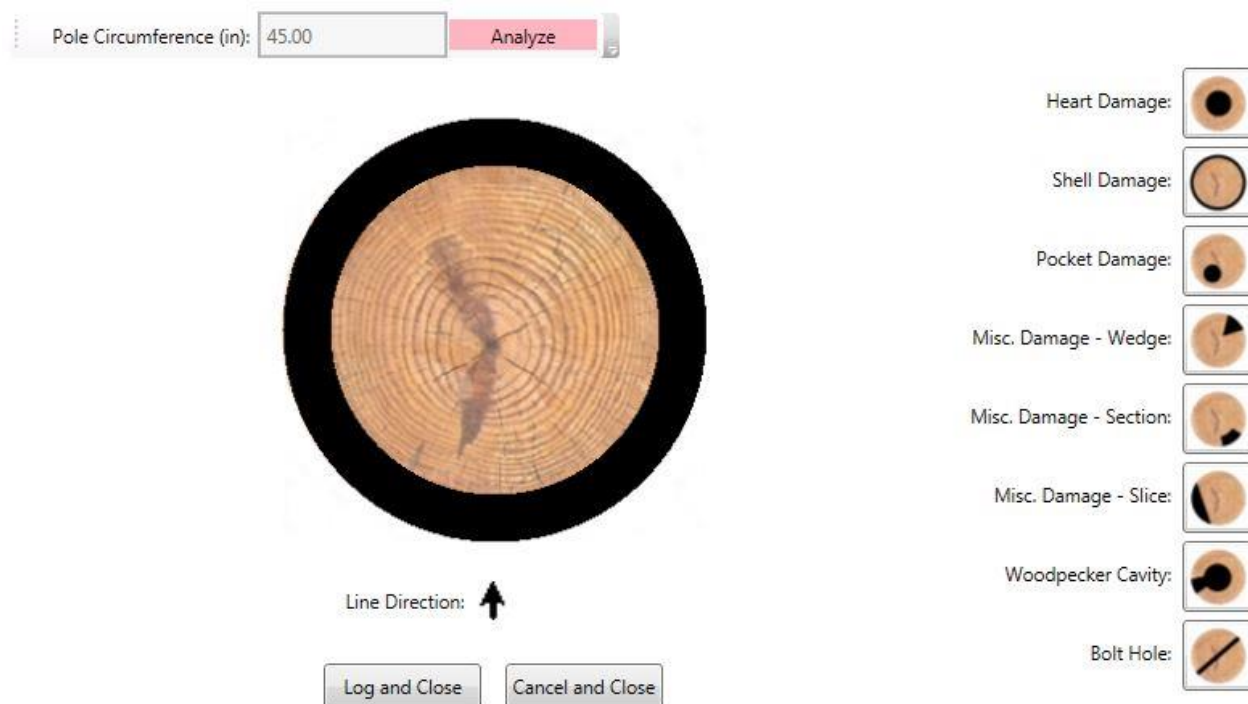 Pole Circumference (in): 45.00 Analyze
Heart Damage:
Shell Damage:
Pocket Damage:
Misc. Damage - Wedge:
Misc. Damage - Section:
Misc. Damage - Slice:
Woodpecker Cavity:
Bolt Hole:
Line Direction:
Log and Close Cancel and Close